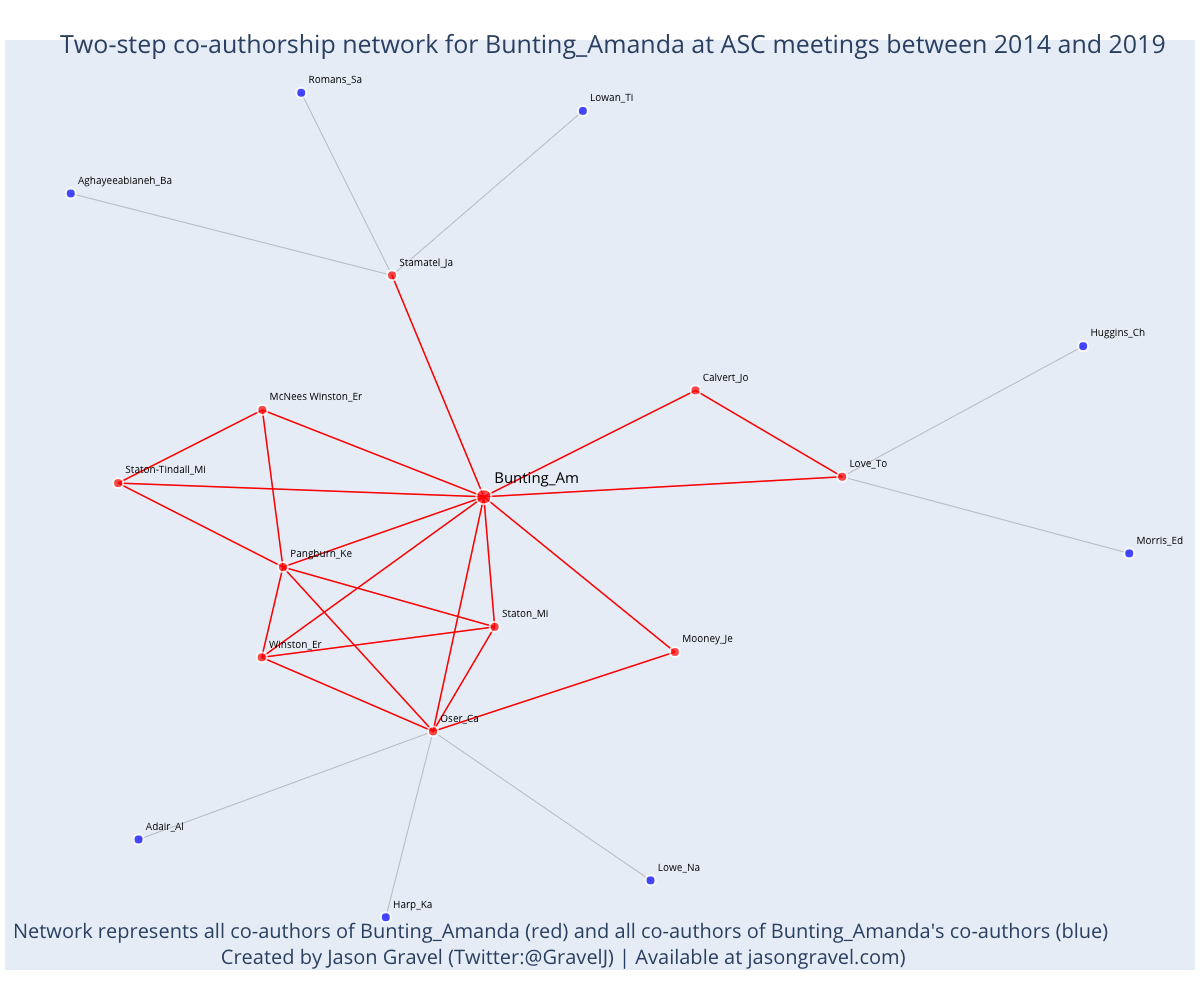 Two-step co-authorship network for Bunting_Amanda at ASC meetings between 2014 and 2019
Romans_Sa
Lowan_Ti
Aghayeeabianeh_Ba
Stamatel_Ja
Huggins_Ch
Calvert_Jo
McNees Winston_Er
Love_To
Staton-Tindall_Mi
Bunting_Am
Morris_Ed
Pangburn_Ke
Staton_Mi
Mooney_Je
Winston_Er
Oser_Ca
Adair_Al
Lowe_Na
Harp_Ka
Network represents all co-authors of Bunting_Amanda (red) and all co-authors of Bunting_Amanda's co-authors (blue)
Created by Jason Gravel (Twitter:@GravelJ) | Available at jasongravel.com)